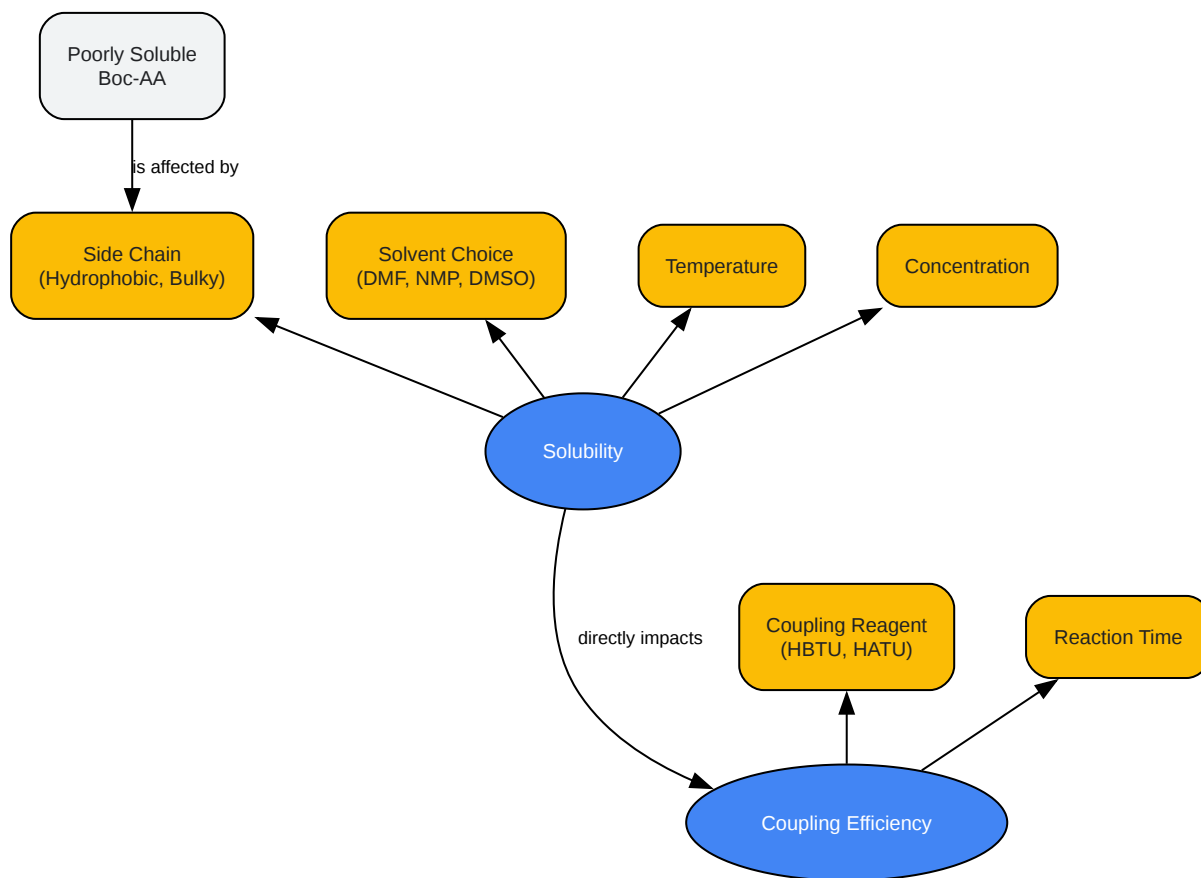 Poorly Soluble
Boc-AA
is affected by
Side Chain
(Hydrophobic, Bulky)
Solvent Choice
(DMF, NMP, DMSO)
Temperature
Concentration
Solubility
directly impacts
Coupling Reagent
(HBTU, HATU)
Reaction Time
Coupling Efficiency